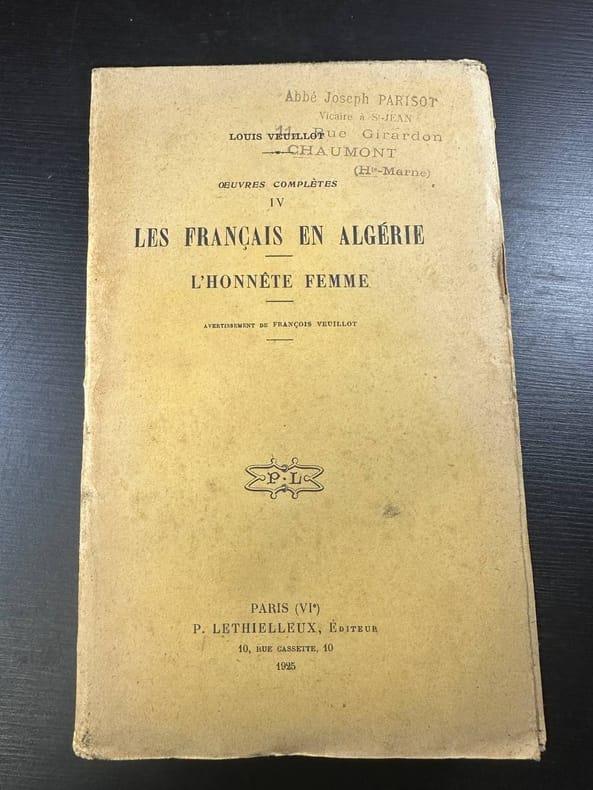 Abbé Joseph PARISOT
Vicaire à St-JEAN
11, Rue Girardon
CHAUMONT
(Hte-Marne)
LOUIS VEUILLOT
ŒUVRES COMPLÈTES
IV
LES FRANÇAIS EN ALGÉRIE
L'HONNÊTE FEMME
AVERTISSEMENT DE FRANÇOIS VEUILLOT
P·L
PARIS (VIe)
P. LETHIELLEUX, ÉDITEUR
10, RUE CASSETTE, 10
1925